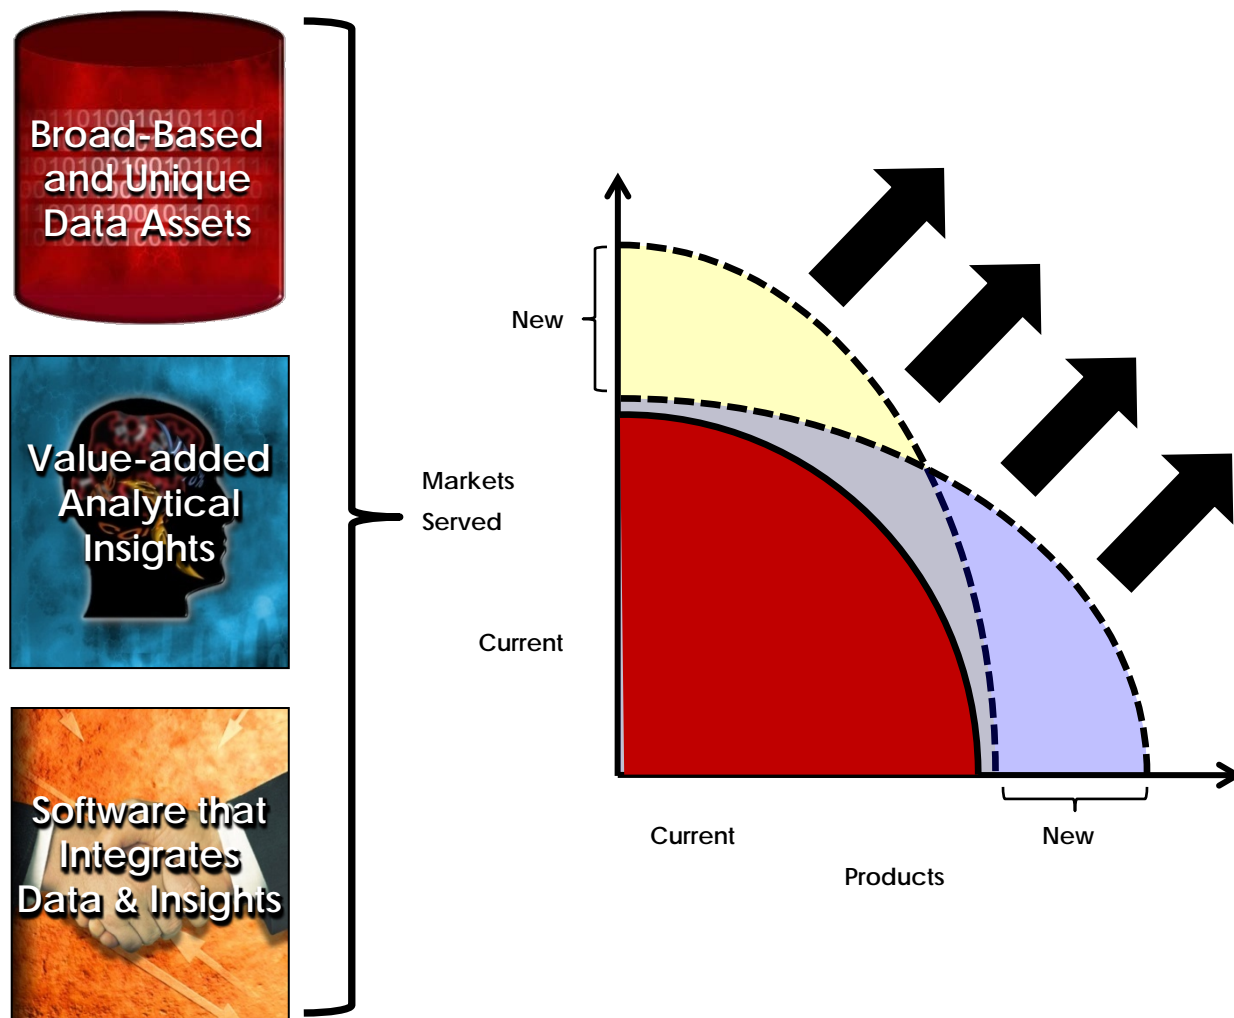 Broad-Based
and Unique
Data Assets
Value-added
Analytical
Insights
Software that
Integrates
Data & Insights
New
Markets
Served
Current
Current
New
Products